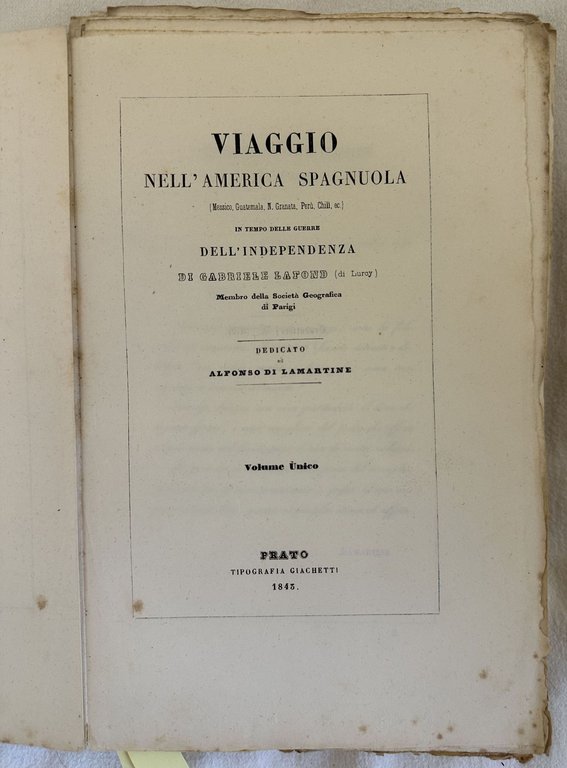 VIAGGIO
NELL'AMERICA SPAGNUOLA
(Messico, Guatemala, N. Granata, Perù, Chilì, ec.)
IN TEMPO DELLE GUERRE
DELL'INDEPENDENZA
DI GABRIELE LAFOND (di Lurcy)
Membro della Società Geografica
di Parigi
DEDICATO
ad
ALFONSO DI LAMARTINE
Volume Unico
PRATO
TIPOGRAFIA GIACHETTI
1843.